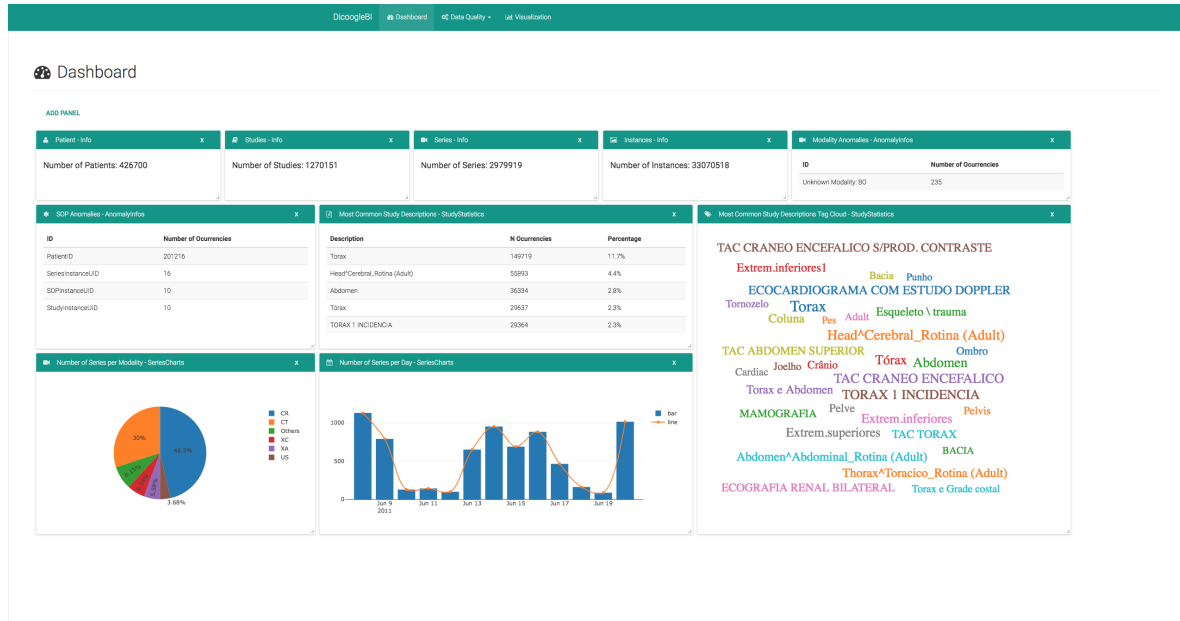 DicoogleBI Dashboard Data Quality Visualization
Dashboard
ADD PANEL
Patient - Info x
Number of Patients: 426700
Studies - Info x
Number of Studies: 1270151
Series - Info x
Number of Series: 2979919
Instances - Info x
Number of Instances: 33070518
Modality Anomalies - AnomalyInfos x
ID Number of Ocurrencies
Unknown Modality: BO 235
SOP Anomalies - AnomalyInfos x
ID Number of Ocurrencies
PatientID 201216
SeriesInstanceUID 16
SOPInstanceUID 10
StudyInstanceUID 10
Most Common Study Descriptions - StudyStatistics x
Description N Ocurrencies Percentage
Torax 149719 11.7%
Head^Cerebral_Rotina (Adult) 55893 4.4%
Abdomen 36334 2.8%
Tórax 29637 2.3%
TORAX 1 INCIDENCIA 29364 2.3%
Most Common Study Descriptions Tag Cloud - StudyStatistics x
TAC CRANEO ENCEFALICO S/PROD. CONTRASTE
Extrem.inferiores1
Bacia Punho
ECOCARDIOGRAMA COM ESTUDO DOPPLER
Tornozelo Torax
Coluna Pes Adult Esqueleto \ trauma
Head^Cerebral_Rotina (Adult)
TAC ABDOMEN SUPERIOR Ombro
Cardiac Joelho Crânio Tórax Abdomen
TAC CRANEO ENCEFALICO
Torax e Abdomen TORAX 1 INCIDENCIA
MAMOGRAFIA Pelve Extrem.inferiores Pelvis
Extrem.superiores TAC TORAX
Abdomen^Abdominal_Rotina (Adult) BACIA
Thorax^Toracico_Rotina (Adult)
ECOGRAFIA RENAL BILATERAL Torax e Grade costal
Number of Series per Modality - SeriesCharts x
30%
46.3%
3.68%
CR
CT
Others
XC
XA
US
Number of Series per Day - SeriesCharts x
1000
500
0
Jun 9 Jun 11 Jun 13 Jun 15 Jun 17 Jun 19
2011
bar
line